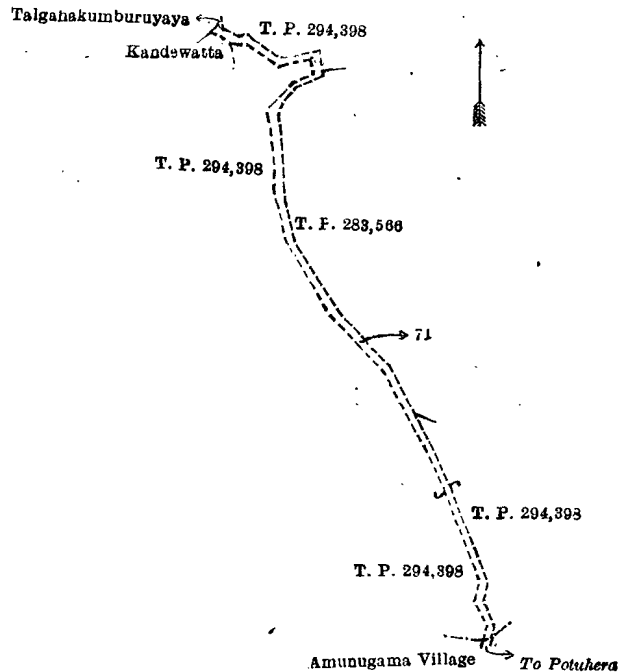 Talgahakumburuyaya
T. P. 294,398
Kandewatta
T. P. 294,398
T. P. 283,566
71
T. P. 294,398
T. P. 294,398
Amunugama Village
To Potuhera